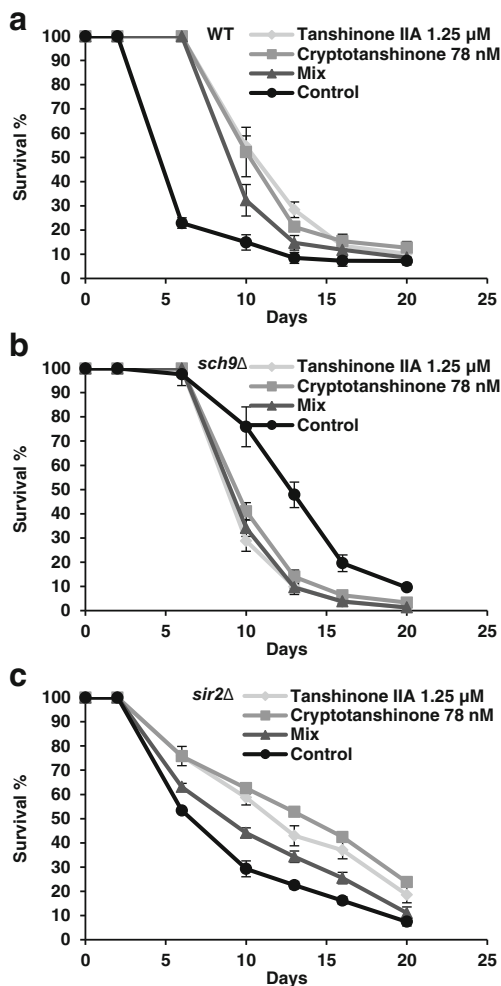 a
WT
Tanshinone IIA 1.25 µM
Cryptotanshinone 78 nM
Mix
Control
Survival %
100
90
80
70
60
50
40
30
20
10
0
0 5 10 15 20
Days
b
sch9Δ
Tanshinone IIA 1.25 µM
Cryptotanshinone 78 nM
Mix
Control
Survival %
100
90
80
70
60
50
40
30
20
10
0
0 5 10 15 20
Days
c
sir2Δ
Tanshinone IIA 1.25 µM
Cryptotanshinone 78 nM
Mix
Control
Survival %
100
90
80
70
60
50
40
30
20
10
0
0 5 10 15 20
Days